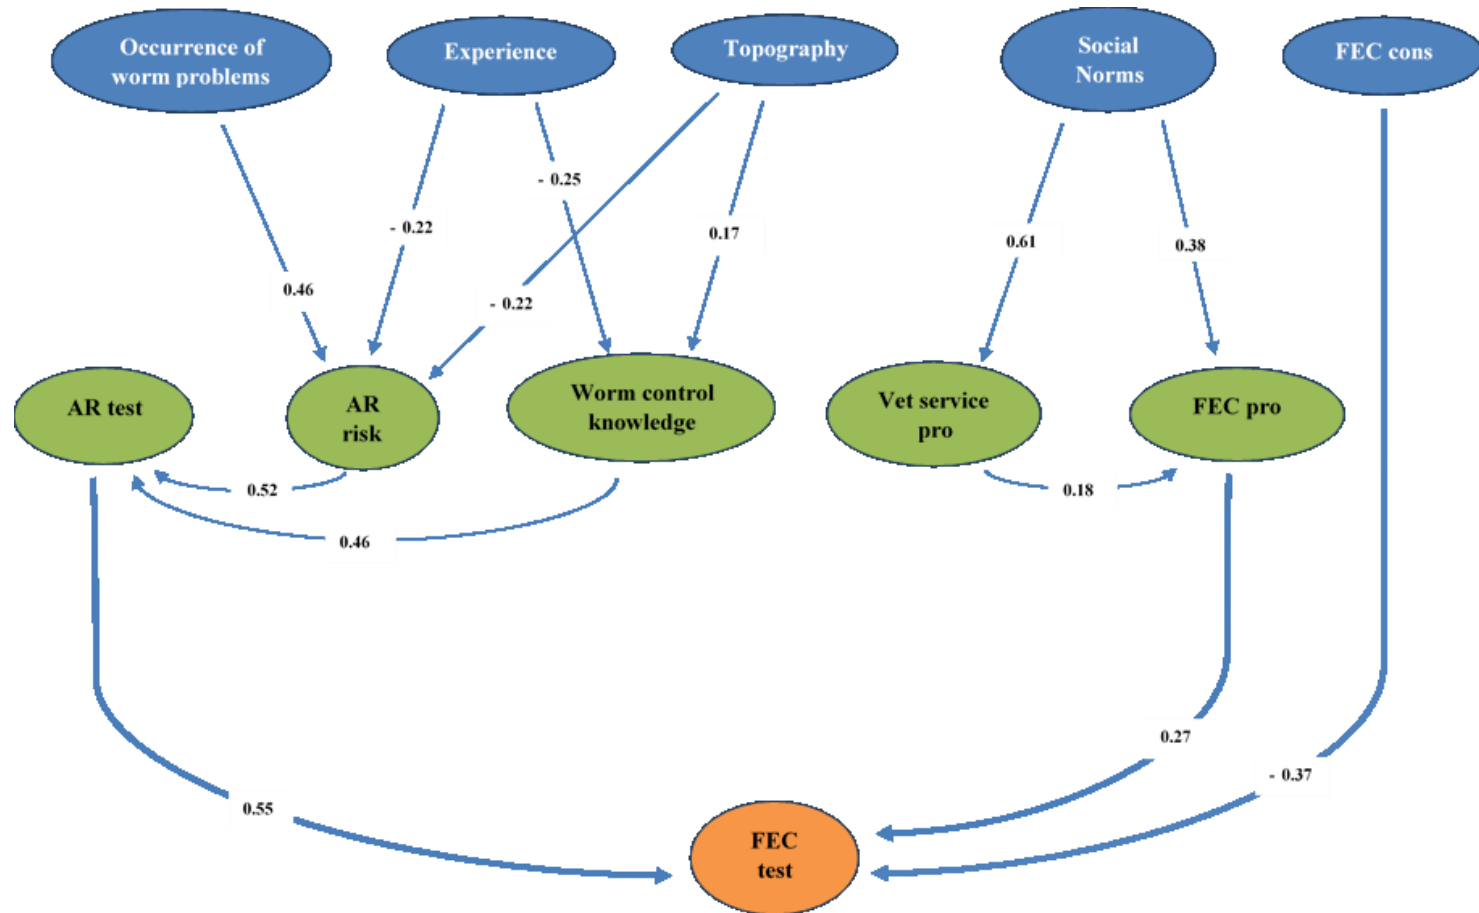 Occurrence of
worm problems
Experience
Topography
Social
Norms
FEC cons
- 0.25
- 0.22
0.17
0.61
0.38
0.46
- 0.22
AR test
AR
risk
Worm control
knowledge
Vet service
pro
FEC pro
0.52
0.18
0.46
0.27
- 0.37
0.55
FEC
test